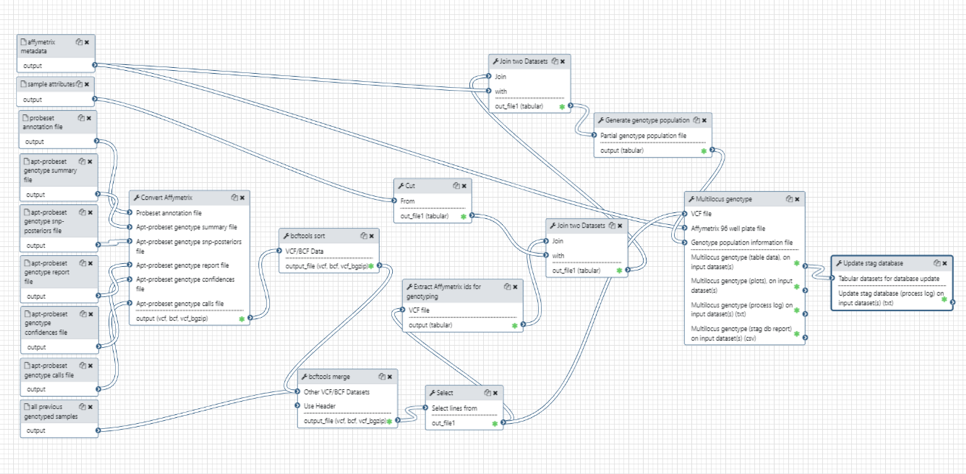 affymetrix
metadata
output
sample attributes
output
probeset
annotation file
output
apt-probeset
genotype summary
file
output
apt-probeset
genotype snp-
posteriors file
output
apt-probeset
genotype report
file
output
apt-probeset
genotype
confidences file
output
apt-probeset
genotype calls file
output
all previous
genotyped samples
output
Convert Affymetrix
Probeset annotation file
Apt-probeset genotype summary file
Apt-probeset genotype snp-posteriors
file
Apt-probeset genotype report file
Apt-probeset genotype confidences
file
Apt-probeset genotype calls file
output (vcf, bcf, vcf_bgzip)
bcftools sort
VCF/BCF Data
output_file (vcf, bcf, vcf_bgzip)
bcftools merge
Other VCF/BCF Datasets
Use Header
output_file (vcf, bcf, vcf_bgzip)
Cut
From
out_file1 (tabular)
Extract Affymetrix ids for
genotyping
VCF file
output (tabular)
Select
Select lines from
out_file1
Join two Datasets
Join
with
out_file1 (tabular)
Join two Datasets
Join
with
out_file1 (tabular)
Generate genotype population
Partial genotype population file
output (tabular)
Multilocus genotype
VCF file
Affymetrix 96 well plate file
Genotype population information file
Multilocus genotype (table data), on
input dataset(s)
Multilocus genotype (plots), on input
dataset(s)
Multilocus genotype (process log) on
input dataset(s) (txt)
Multilocus genotype (stag db report)
on input dataset(s) (csv)
Update stag database
Tabular datasets for database update
Update stag database (process log) on
input dataset(s) (txt)